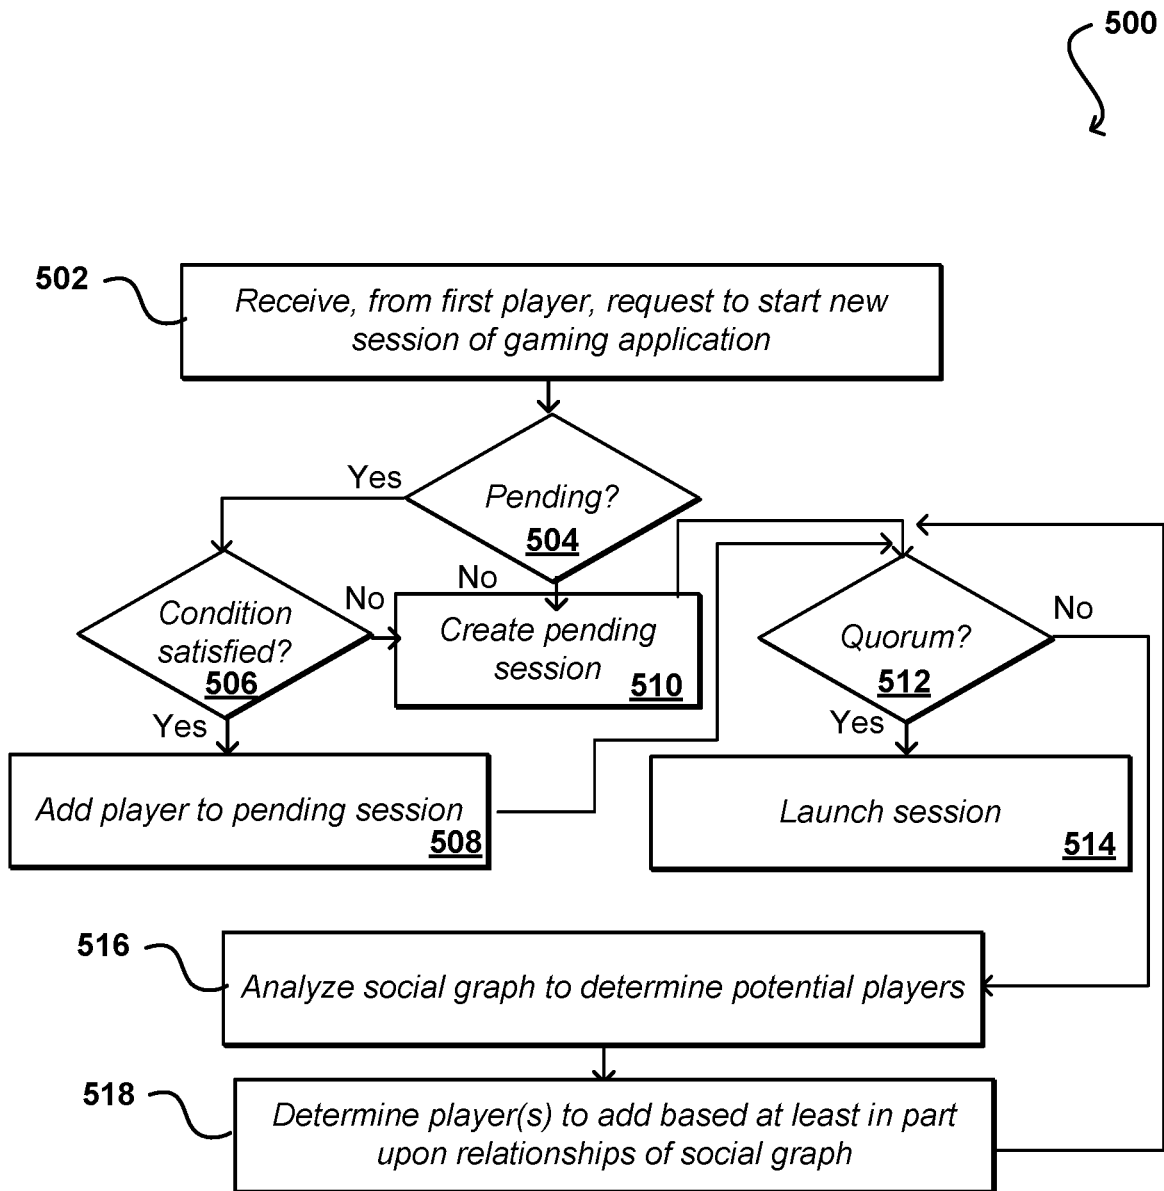 500
502
Receive, from first player, request to start new
session of gaming application
Yes
Pending?
504
No
Condition
satisfied?
506
No
Create pending
session
510
Quorum?
512
No
Yes
Yes
Add player to pending session
508
Launch session
514
516
Analyze social graph to determine potential players
518
Determine player(s) to add based at least in part
upon relationships of social graph